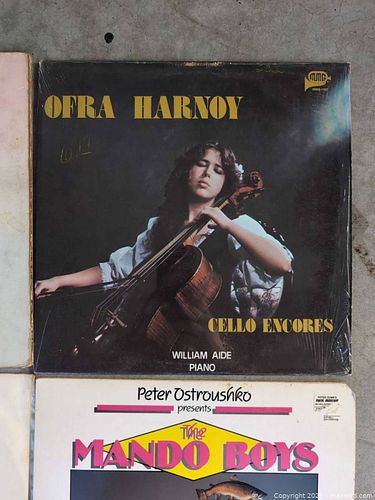 OFRA HARNOY
CELLO ENCORES
WILLIAM AIDE
PIANO
Peter Ostroushko
presents
The
MANDO BOYS